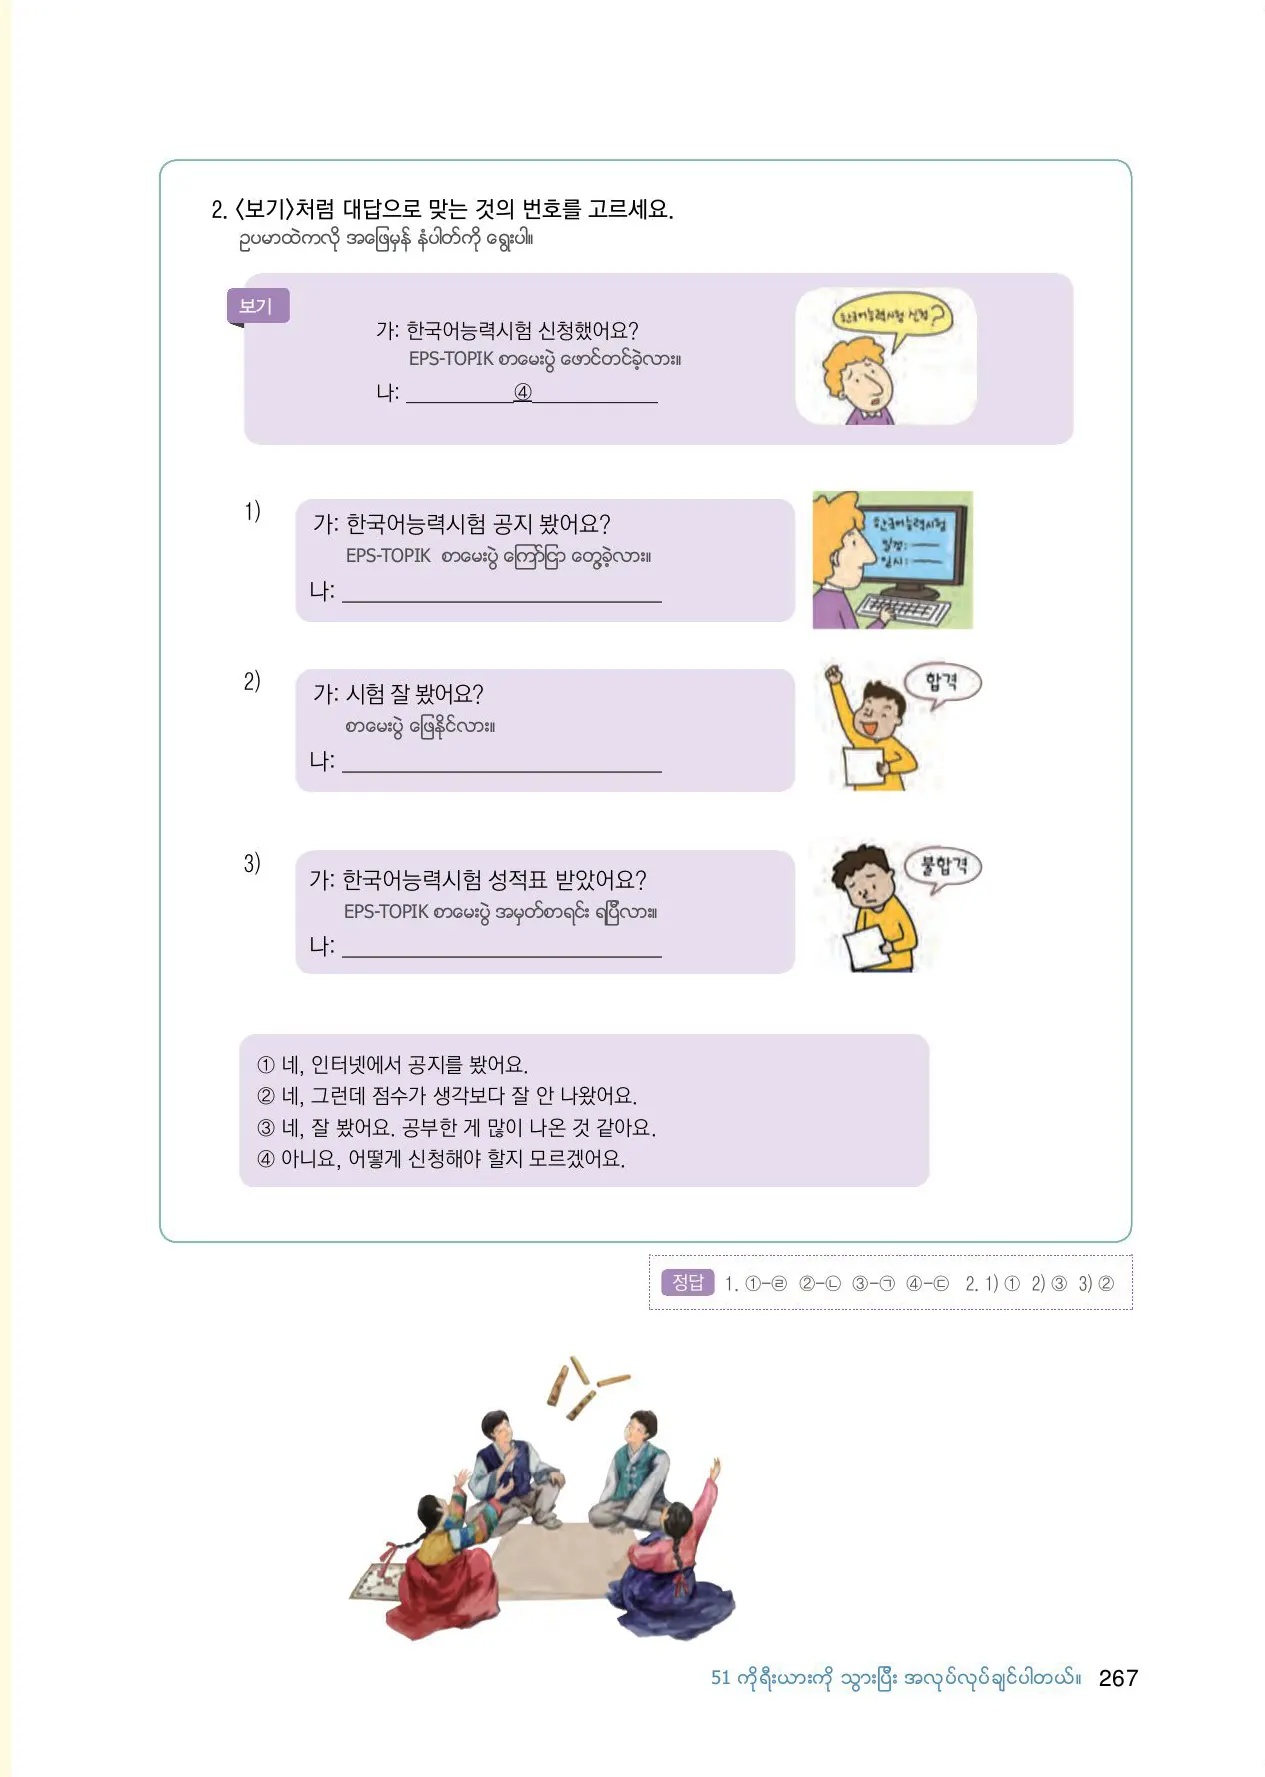 2. 〈보기〉처럼 대답으로 맞는 것의 번호를 고르세요.
ဥပမာထဲကလို အဖြေမှန် နံပါတ်ကို ရွေးပါ။
보기
가: 한국어능력시험 신청했어요?
EPS-TOPIK စာမေးပွဲ ဖောင်တင်ခဲ့လား။
나: ④
한국어능력시험 신청?
1)
가: 한국어능력시험 공지 봤어요?
EPS-TOPIK စာမေးပွဲ ကြော်ငြာ တွေ့ခဲ့လား။
나:
한국어능력시험
일정:
일시:
2)
가: 시험 잘 봤어요?
စာမေးပွဲ ဖြေနိုင်လား။
나:
합격
3)
가: 한국어능력시험 성적표 받았어요?
EPS-TOPIK စာမေးပွဲ အမှတ်စာရင်း ရပြီလား။
나:
불합격
① 네, 인터넷에서 공지를 봤어요.
② 네, 그런데 점수가 생각보다 잘 안 나왔어요.
③ 네, 잘 봤어요. 공부한 게 많이 나온 것 같아요.
④ 아니요, 어떻게 신청해야 할지 모르겠어요.
정답 1. ①-㉣ ②-㉡ ③-㉠ ④-㉢ 2. 1) ① 2) ③ 3) ②
51 ကိုရီးယားကို သွားပြီး အလုပ်လုပ်ချင်ပါတယ်။ 267